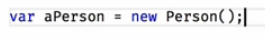 var aPerson = new Person();